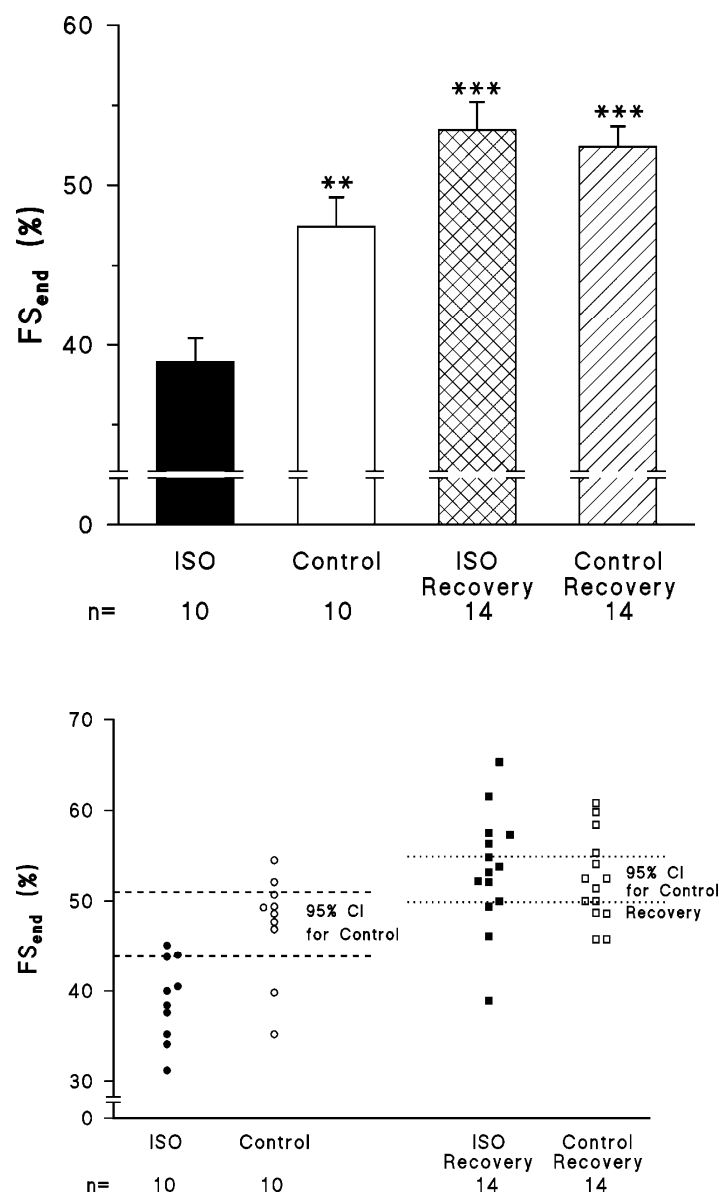 60
50
40
0
FSend (%)
**
***
***
ISO Control ISO Recovery Control Recovery
n= 10 10 14 14
70
60
50
40
30
0
FSend (%)
95% CI
for Control
95% CI
for Control
Recovery
ISO Control ISO Recovery Control Recovery
n= 10 10 14 14